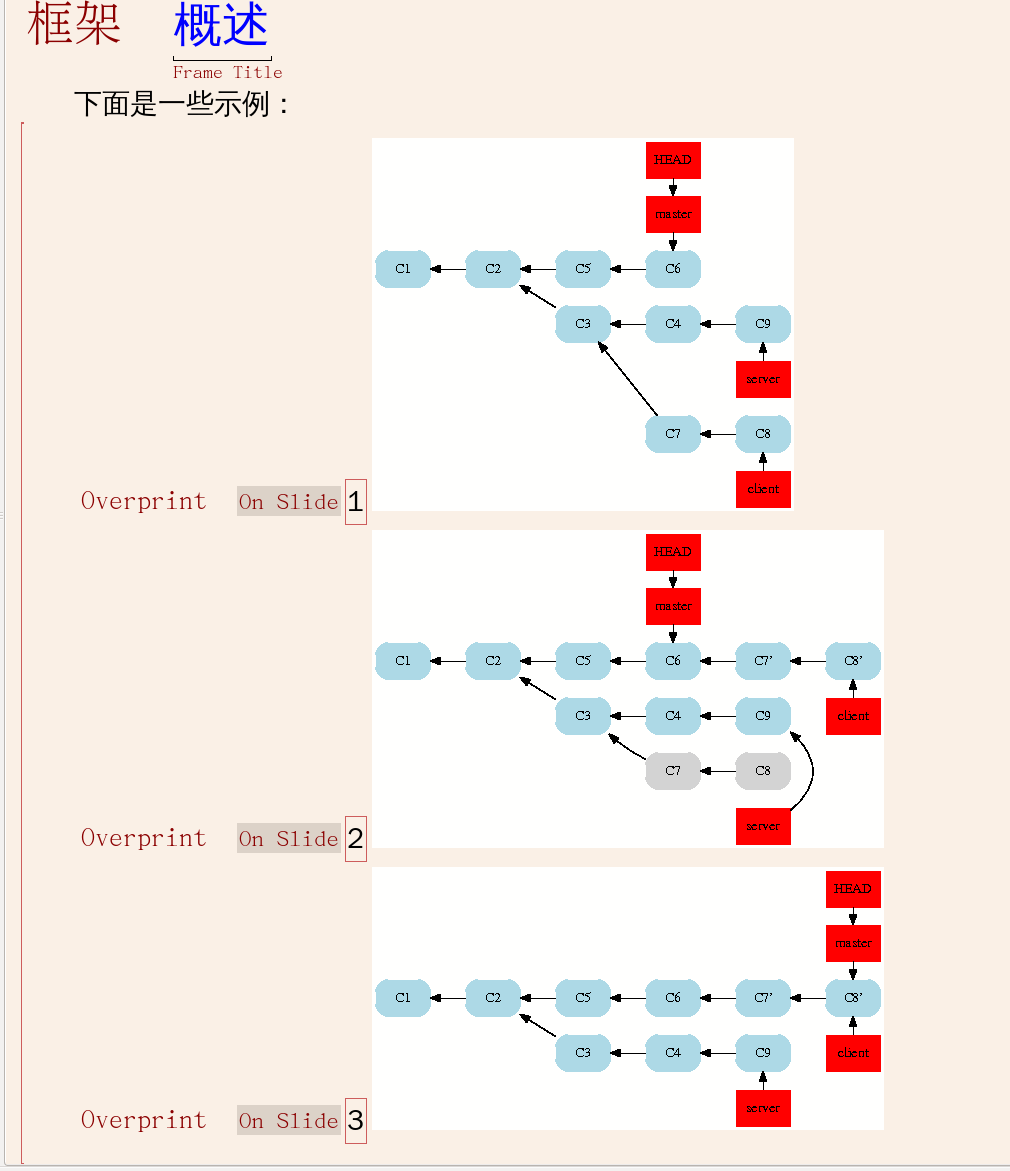 框架 概述
Frame Title
下面是一些示例：
HEAD
master
C1 C2 C5 C6
C3 C4 C9
server
C7 C8
client
Overprint On Slide 1
HEAD
master
C1 C2 C5 C6 C7' C8'
C3 C4 C9 client
C7 C8
server
Overprint On Slide 2
HEAD
master
C1 C2 C5 C6 C7' C8'
C3 C4 C9 client
server
Overprint On Slide 3